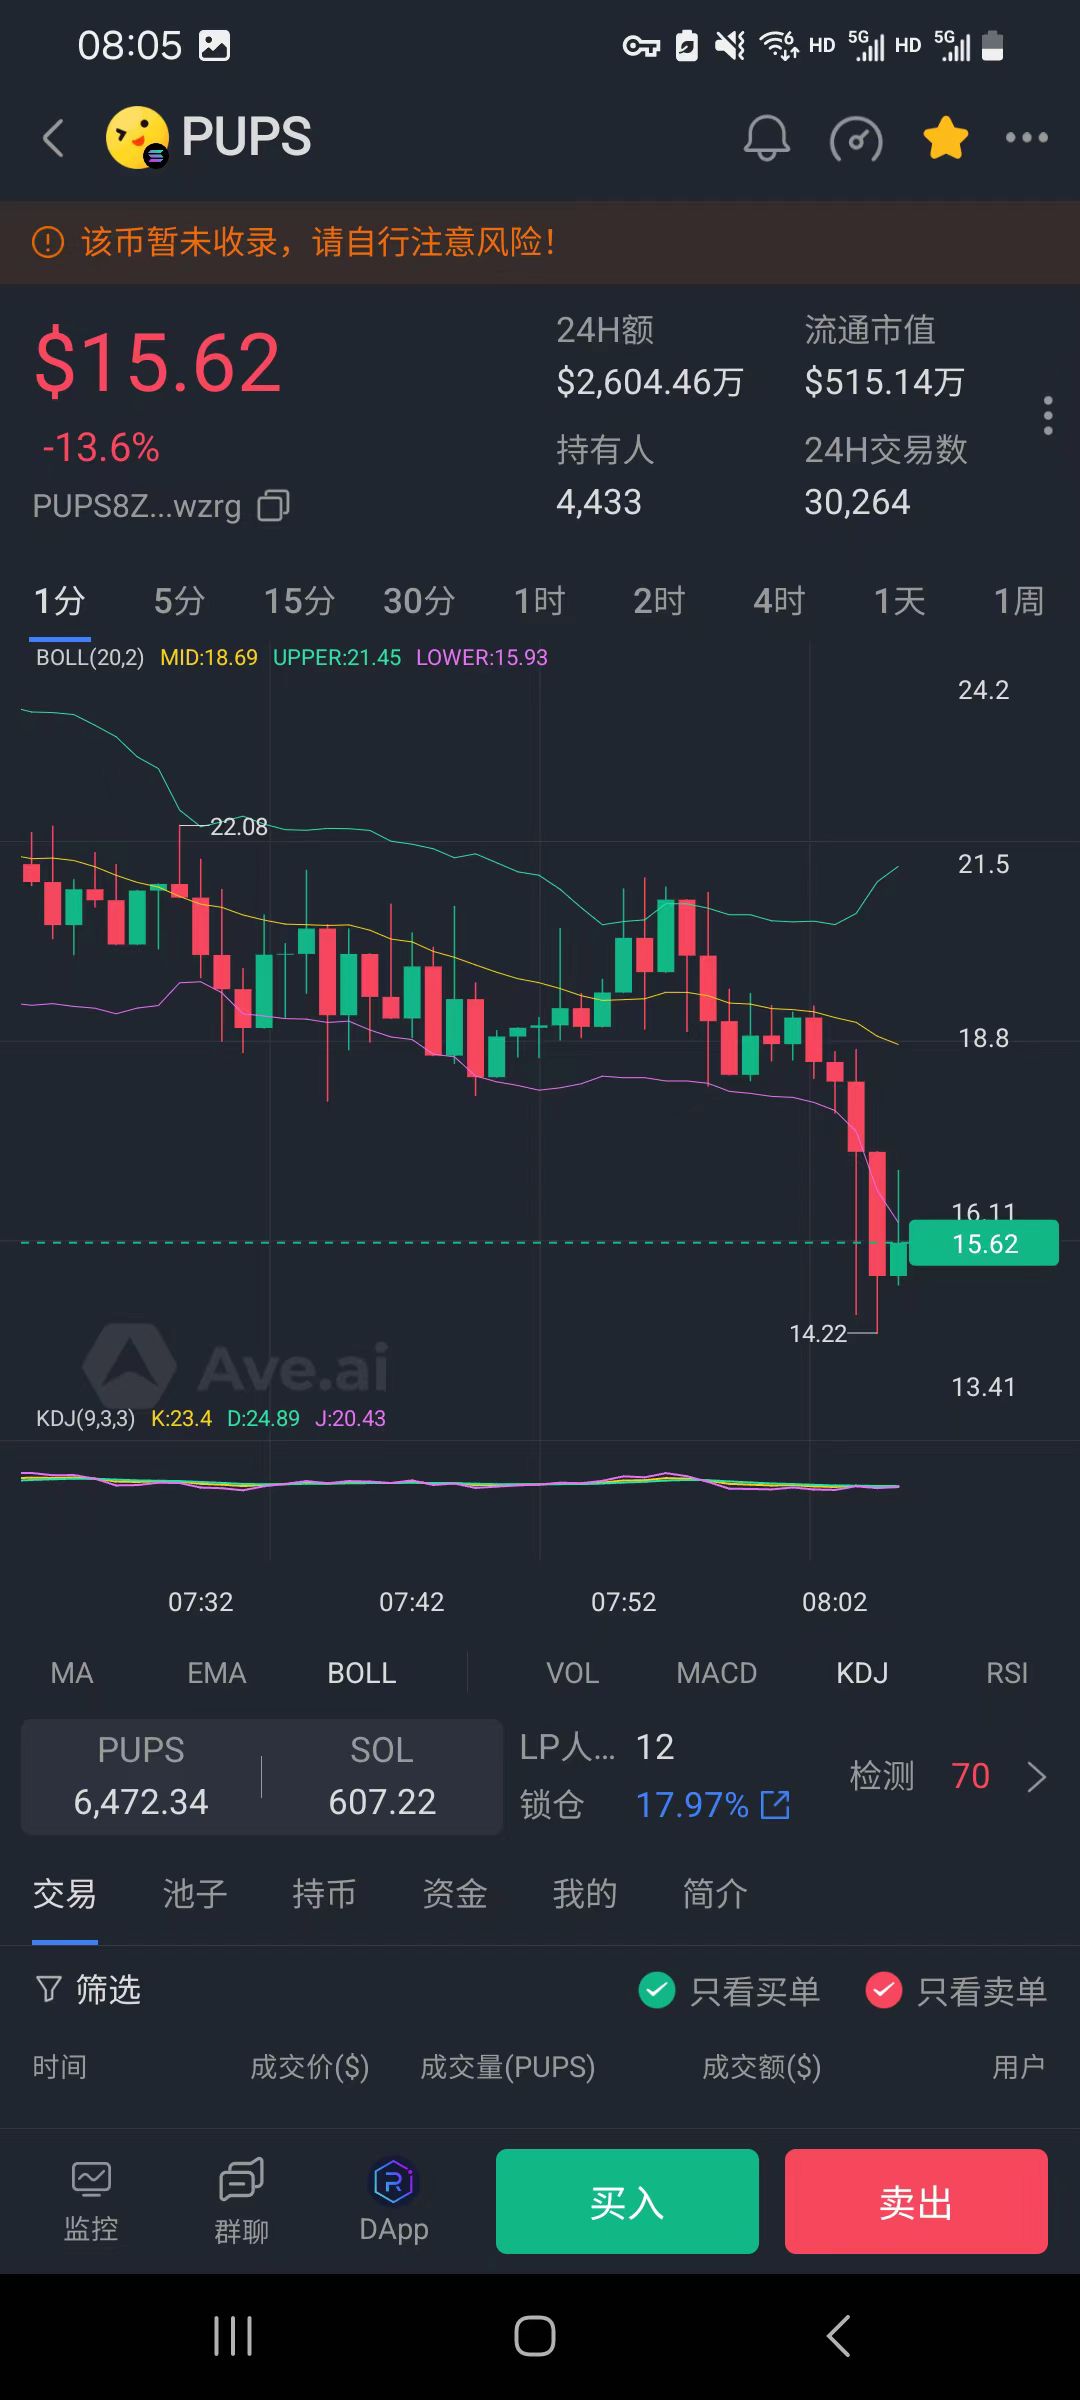 08:05
HD 5G HD 5G
PUPS
该币暂未收录，请自行注意风险！
$15.62
-13.6%
PUPS8Z...wzrg
24H额 流通市值
$2,604.46万 $515.14万
持有人 24H交易数
4,433 30,264
1分 5分 15分 30分 1时 2时 4时 1天 1周
BOLL(20,2) MID:18.69 UPPER:21.45 LOWER:15.93
24.2
22.08
21.5
18.8
16.11
15.62
14.22
13.41
Ave.ai
KDJ(9,3,3) K:23.4 D:24.89 J:20.43
07:32 07:42 07:52 08:02
MA EMA BOLL VOL MACD KDJ RSI
PUPS SOL
6,472.34 607.22
LP人... 12
锁仓 17.97%
检测 70
交易 池子 持币 资金 我的 简介
筛选 只看买单 只看卖单
时间 成交价($) 成交量(PUPS) 成交额($) 用户
监控 群聊 DApp 买入 卖出